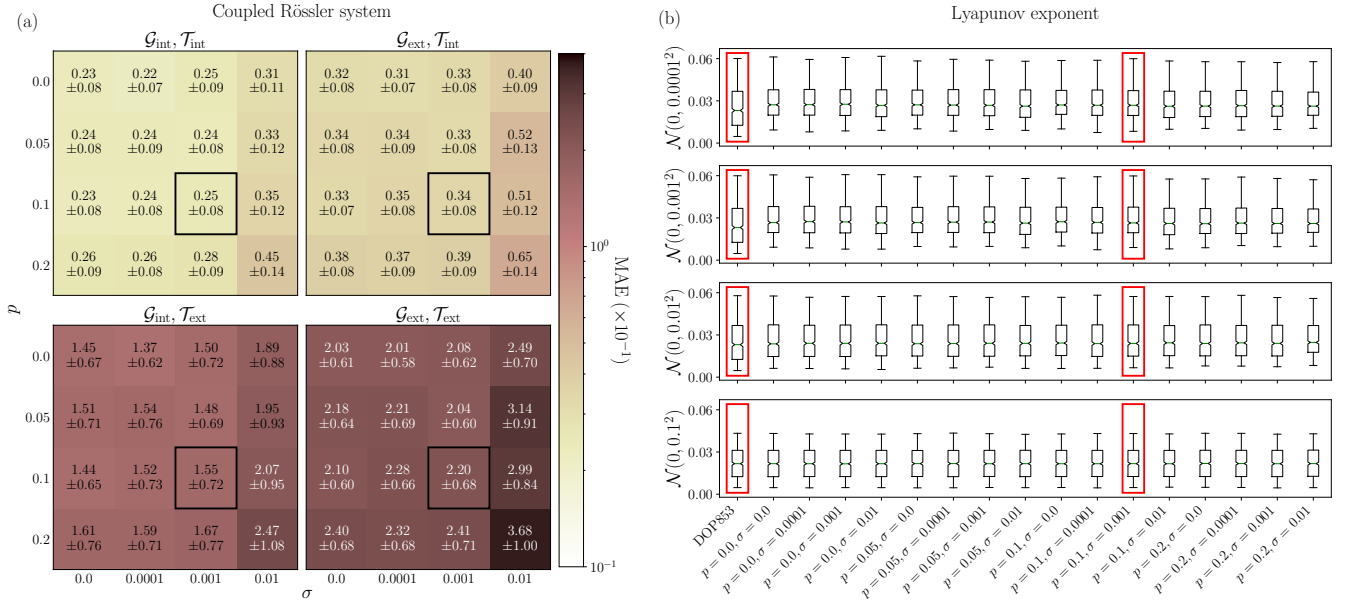 Coupled Rössler system
(a)
𝒢int, 𝒯int
0.0
0.05
0.1
0.2
0.23 0.22 0.25 0.31
±0.08 ±0.07 ±0.09 ±0.11
0.24 0.24 0.24 0.33
±0.08 ±0.09 ±0.08 ±0.12
0.23 0.24 0.25 0.35
±0.08 ±0.08 ±0.08 ±0.12
0.26 0.26 0.28 0.45
±0.09 ±0.08 ±0.09 ±0.14
𝒢ext, 𝒯int
0.32 0.31 0.33 0.40
±0.08 ±0.07 ±0.08 ±0.09
0.34 0.34 0.33 0.52
±0.08 ±0.09 ±0.08 ±0.13
0.33 0.35 0.34 0.51
±0.07 ±0.08 ±0.08 ±0.12
0.38 0.37 0.39 0.65
±0.08 ±0.09 ±0.09 ±0.14
p
𝒢int, 𝒯ext
0.0
0.05
0.1
0.2
1.45 1.37 1.50 1.89
±0.67 ±0.62 ±0.72 ±0.88
1.51 1.54 1.48 1.95
±0.71 ±0.76 ±0.69 ±0.93
1.44 1.52 1.55 2.07
±0.65 ±0.73 ±0.72 ±0.95
1.61 1.59 1.67 2.47
±0.76 ±0.71 ±0.77 ±1.08
0.0 0.0001 0.001 0.01
𝒢ext, 𝒯ext
2.03 2.01 2.08 2.49
±0.61 ±0.58 ±0.62 ±0.70
2.18 2.21 2.04 3.14
±0.64 ±0.69 ±0.60 ±0.91
2.10 2.28 2.20 2.99
±0.60 ±0.66 ±0.68 ±0.84
2.40 2.32 2.41 3.68
±0.68 ±0.68 ±0.71 ±1.00
0.0 0.0001 0.001 0.01
σ
10⁰
10⁻¹
MAE (×10⁻¹)
Lyapunov exponent
(b)
𝒩(0, 0.0001²)
0.06
0.03
0.00
𝒩(0, 0.001²)
0.06
0.03
0.00
𝒩(0, 0.01²)
0.06
0.03
0.00
𝒩(0, 0.1²)
0.06
0.03
0.00
DOP853
p = 0.0, σ = 0.0
p = 0.0, σ = 0.0001
p = 0.0, σ = 0.001
p = 0.0, σ = 0.01
p = 0.05, σ = 0.0
p = 0.05, σ = 0.0001
p = 0.05, σ = 0.001
p = 0.05, σ = 0.01
p = 0.1, σ = 0.0
p = 0.1, σ = 0.0001
p = 0.1, σ = 0.001
p = 0.1, σ = 0.01
p = 0.2, σ = 0.0
p = 0.2, σ = 0.0001
p = 0.2, σ = 0.001
p = 0.2, σ = 0.01